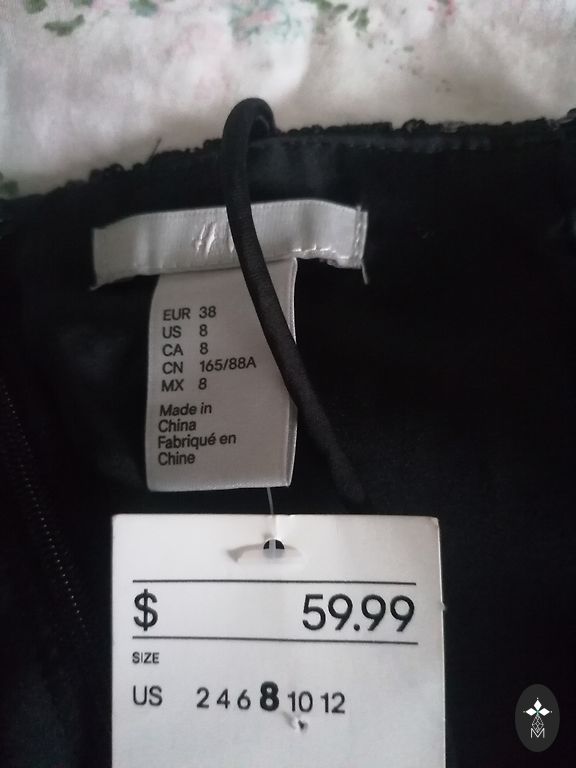 EUR 38
US 8
CA 8
CN 165/88A
MX 8
Made in
China
Fabriqué en
Chine
$ 59.99
SIZE
US 2 4 6 8 10 12
M